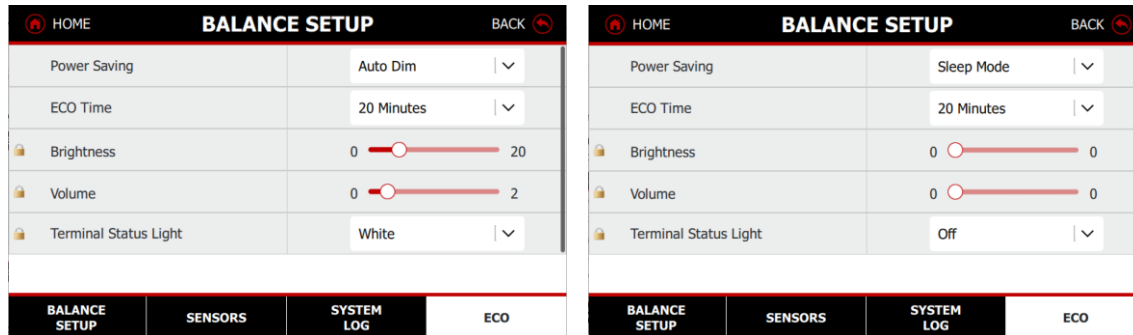 HOME BALANCE SETUP BACK
Power Saving Auto Dim
ECO Time 20 Minutes
Brightness 0 20
Volume 0 2
Terminal Status Light White
BALANCE SETUP SENSORS SYSTEM LOG ECO
HOME BALANCE SETUP BACK
Power Saving Sleep Mode
ECO Time 20 Minutes
Brightness 0 0
Volume 0 0
Terminal Status Light Off
BALANCE SETUP SENSORS SYSTEM LOG ECO